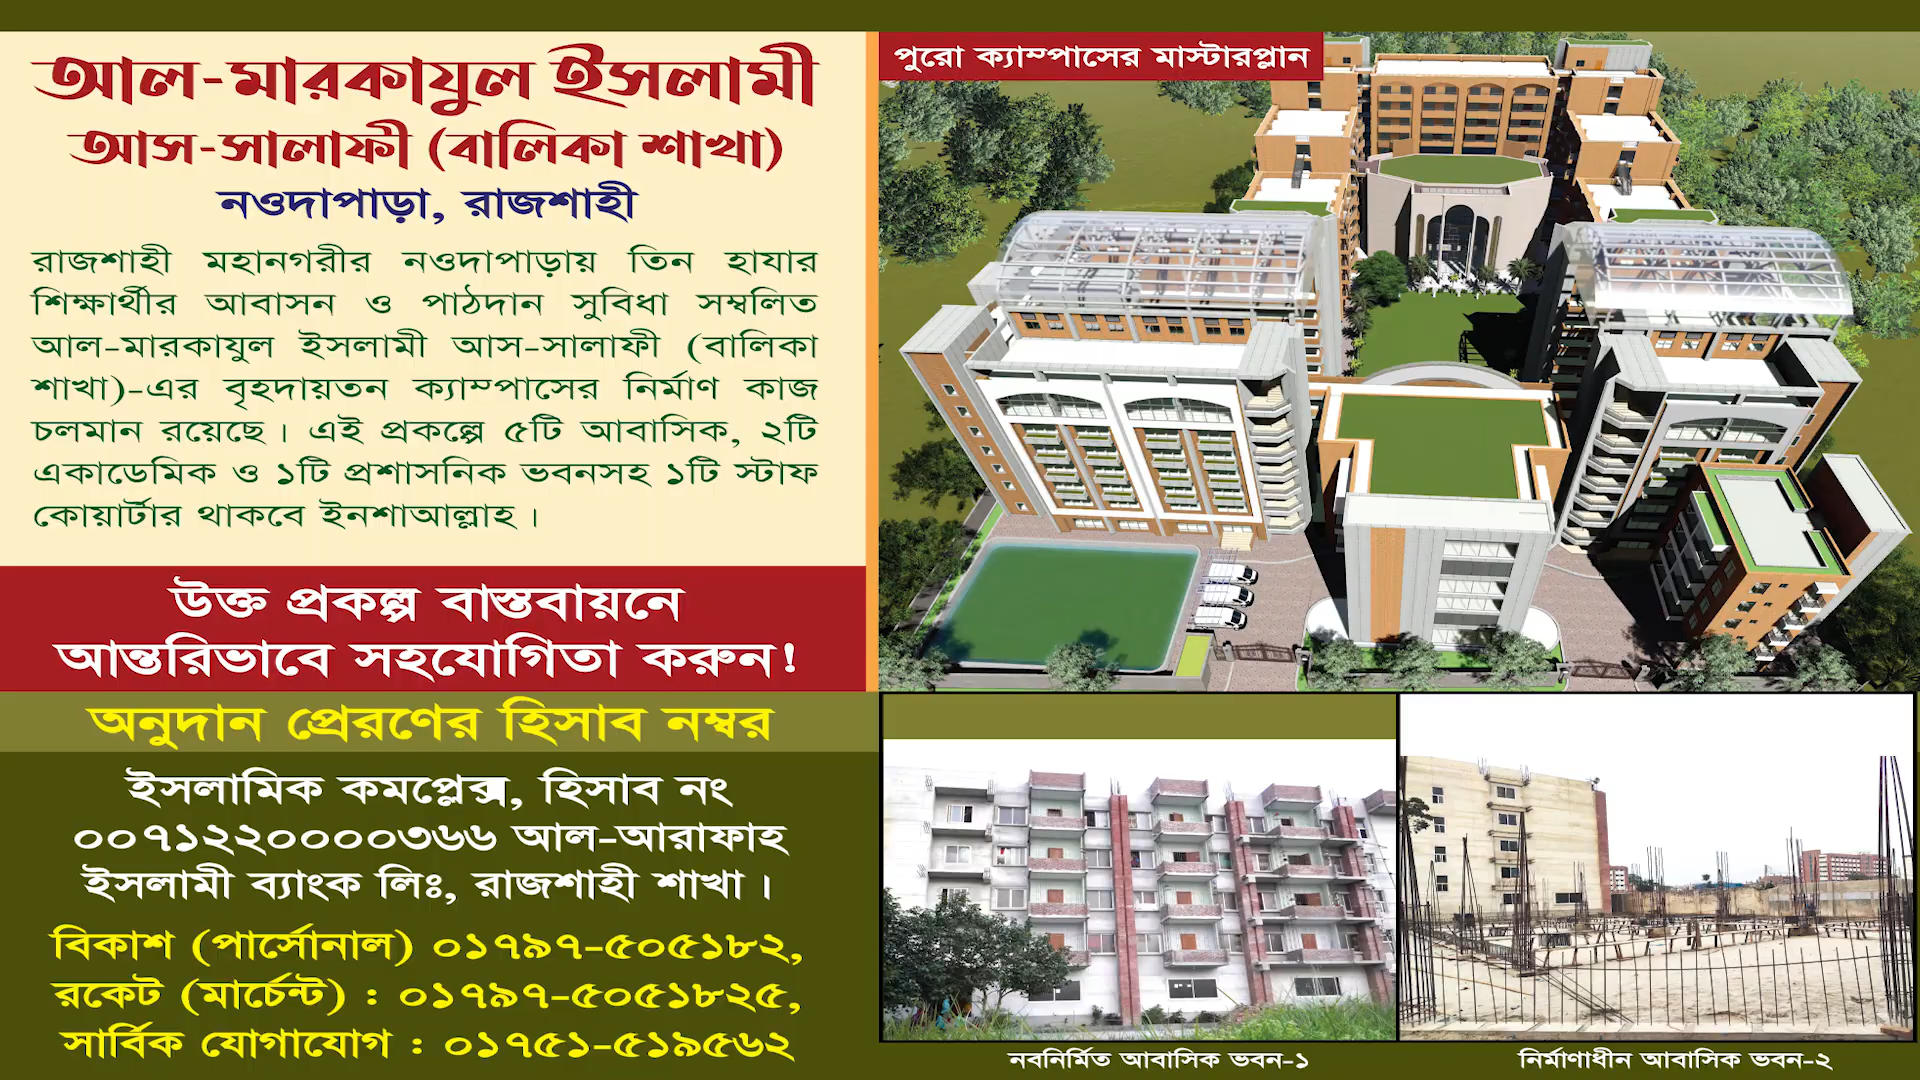 আল-মারকাযুল ইসলামী
আস-সালাফী (বালিকা শাখা)
নওদাপাড়া, রাজশাহী
রাজশাহী মহানগরীর নওদাপাড়ায় তিন হাযার
শিক্ষার্থীর আবাসন ও পাঠদান সুবিধা সম্বলিত
আল-মারকাযুল ইসলামী আস-সালাফী (বালিকা
শাখা)-এর বৃহদায়তন ক্যাম্পাসের নির্মাণ কাজ
চলমান রয়েছে। এই প্রকল্পে ৫টি আবাসিক, ২টি
একাডেমিক ও ১টি প্রশাসনিক ভবনসহ ১টি স্টাফ
কোয়ার্টার থাকবে ইনশাআল্লাহ।
উক্ত প্রকল্প বাস্তবায়নে
আন্তরিভাবে সহযোগিতা করুন!
অনুদান প্রেরণের হিসাব নম্বর
ইসলামিক কমপ্লেক্স, হিসাব নং
০০৭১২২০০০০৩৬৬ আল-আরাফাহ
ইসলামী ব্যাংক লিঃ, রাজশাহী শাখা।
বিকাশ (পার্সোনাল) ০১৭৯৭-৫০৫১৮২,
রকেট (মার্চেন্ট) : ০১৭৯৭-৫০৫১৮২৫,
সার্বিক যোগাযোগ : ০১৭৫১-৫১৯৫৬২
পুরো ক্যাম্পাসের মাস্টারপ্লান
নবনির্মিত আবাসিক ভবন-১
নির্মাণাধীন আবাসিক ভবন-২